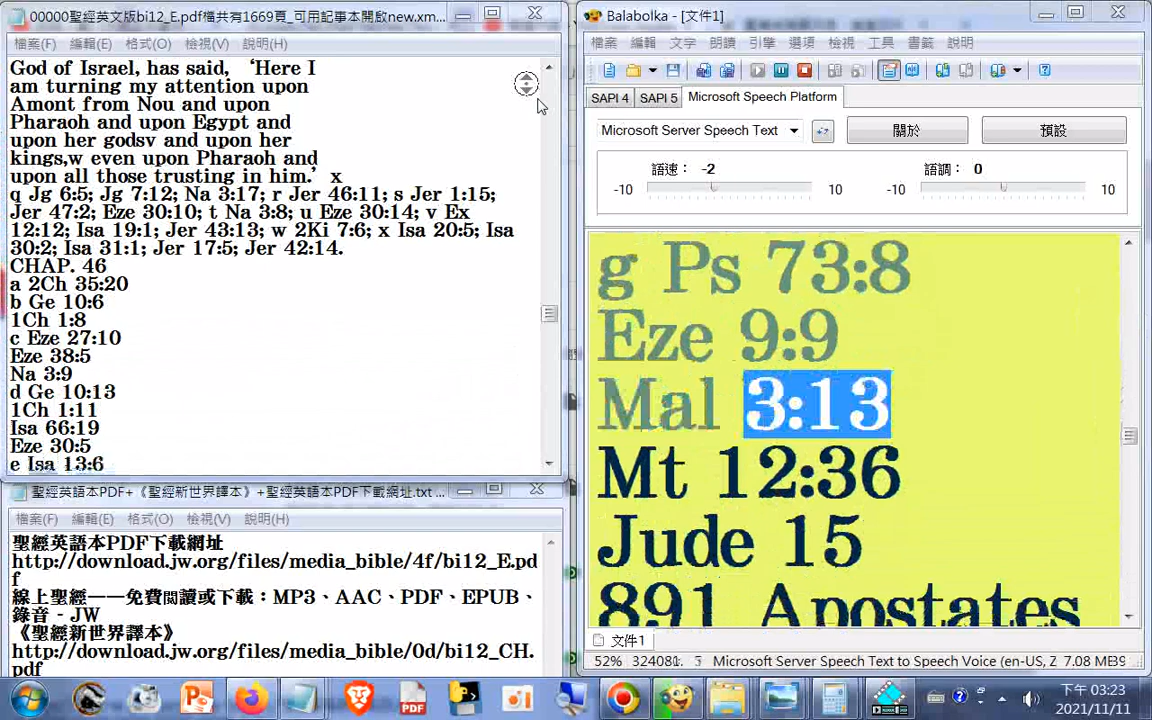 00000聖經英文版bi12_E.pdf檔共有1669頁_可用記事本開啟new.xm...
檔案(F) 編輯(E) 格式(O) 檢視(V) 說明(H)
God of Israel, has said, ‘Here I
am turning my attention upon
Amont from Nou and upon
Pharaoh and upon Egypt and
upon her godsv and upon her
kings,w even upon Pharaoh and
upon all those trusting in him.’ x
q Jg 6:5; Jg 7:12; Na 3:17; r Jer 46:11; s Jer 1:15;
Jer 47:2; Eze 30:10; t Na 3:8; u Eze 30:14; v Ex
12:12; Isa 19:1; Jer 43:13; w 2Ki 7:6; x Isa 20:5; Isa
30:2; Isa 31:1; Jer 17:5; Jer 42:14.
CHAP. 46
a 2Ch 35:20
b Ge 10:6
1Ch 1:8
c Eze 27:10
Eze 38:5
Na 3:9
d Ge 10:13
1Ch 1:11
Isa 66:19
Eze 30:5
e Isa 13:6
聖經英語本PDF+《聖經新世界譯本》+聖經英語本PDF下載網址.txt ...
檔案(F) 編輯(E) 格式(O) 檢視(V) 說明(H)
聖經英語本PDF下載網址
http://download.jw.org/files/media_bible/4f/bi12_E.pd
f
線上聖經——免費閱讀或下載：MP3、AAC、PDF、EPUB、
錄音 - JW
《聖經新世界譯本》
http://download.jw.org/files/media_bible/0d/bi12_CH.
pdf
Balabolka - [文件1]
檔案 編輯 文字 朗讀 引擎 選項 檢視 工具 書籤 說明
SAPI 4 SAPI 5 Microsoft Speech Platform
Microsoft Server Speech Text 關於 預設
語速： -2 語調： 0
-10 10 -10 10
g Ps 73:8
Eze 9:9
Mal 3:13
Mt 12:36
Jude 15
891 Apostates
文件1
52% 324081. Microsoft Server Speech Text to Speech Voice (en-US, Z 7.08 MB
PDF
下午 03:23
2021/11/11